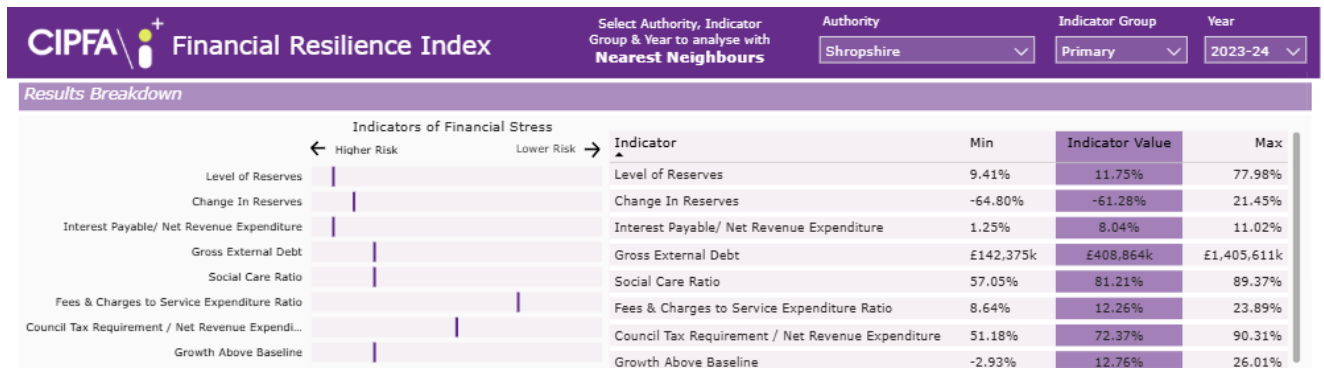 CIPFA Financial Resilience Index
Select Authority, Indicator
Group & Year to analyse with
Nearest Neighbours
Authority
Shropshire
Indicator Group
Primary
Year
2023-24
Results Breakdown
Indicators of Financial Stress
← Higher Risk Lower Risk →
Level of Reserves
Change In Reserves
Interest Payable/ Net Revenue Expenditure
Gross External Debt
Social Care Ratio
Fees & Charges to Service Expenditure Ratio
Council Tax Requirement / Net Revenue Expendi...
Growth Above Baseline
Indicator Min Indicator Value Max
Level of Reserves 9.41% 11.75% 77.98%
Change In Reserves -64.80% -61.28% 21.45%
Interest Payable/ Net Revenue Expenditure 1.25% 8.04% 11.02%
Gross External Debt £142,375k £408,864k £1,405,611k
Social Care Ratio 57.05% 81.21% 89.37%
Fees & Charges to Service Expenditure Ratio 8.64% 12.26% 23.89%
Council Tax Requirement / Net Revenue Expenditure 51.18% 72.37% 90.31%
Growth Above Baseline -2.93% 12.76% 26.01%